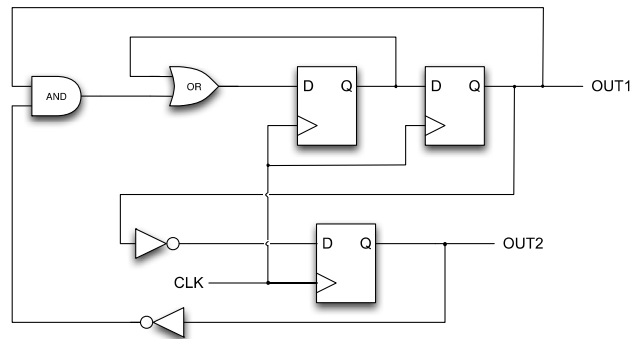 AND
OR
D Q
D Q
OUT1
D Q
OUT2
CLK